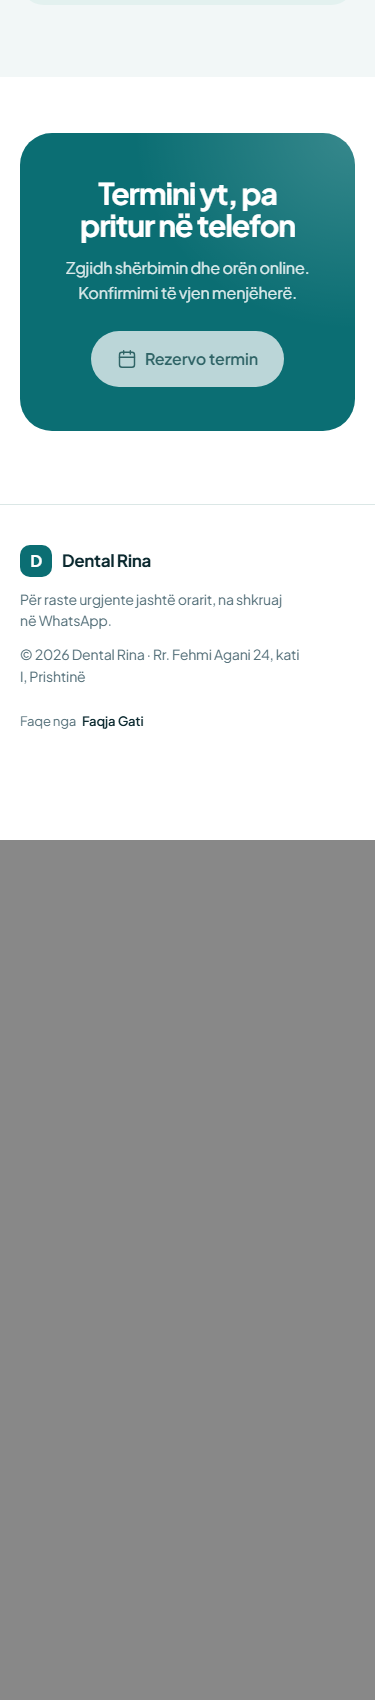 Termini yt, pa
pritur në telefon
Zgjidh shërbimin dhe orën online.
Konfirmimi të vjen menjëherë.
Rezervo termin
D Dental Rina
Për raste urgjente jashtë orarit, na shkruaj
në WhatsApp.
© 2026 Dental Rina · Rr. Fehmi Agani 24, kati
I, Prishtinë
Faqe nga Faqja Gati